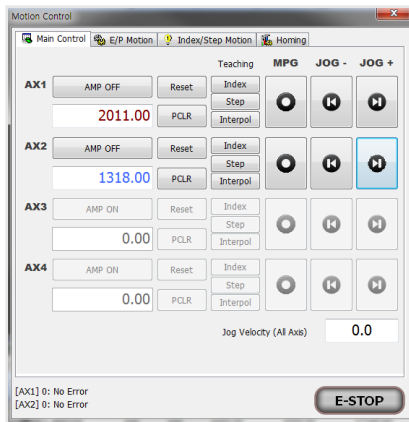 Motion Control
Main Control E/P Motion Index/Step Motion Homing
Teaching MPG JOG - JOG +
AX1 AMP OFF Reset Index
Step
2011.00 PCLR Interpol
AX2 AMP OFF Reset Index
Step
1318.00 PCLR Interpol
AX3 AMP ON Reset Index
Step
0.00 PCLR Interpol
AX4 AMP ON Reset Index
Step
0.00 PCLR Interpol
Jog Velocity (All Axis) 0.0
[AX1] 0: No Error
[AX2] 0: No Error
E-STOP